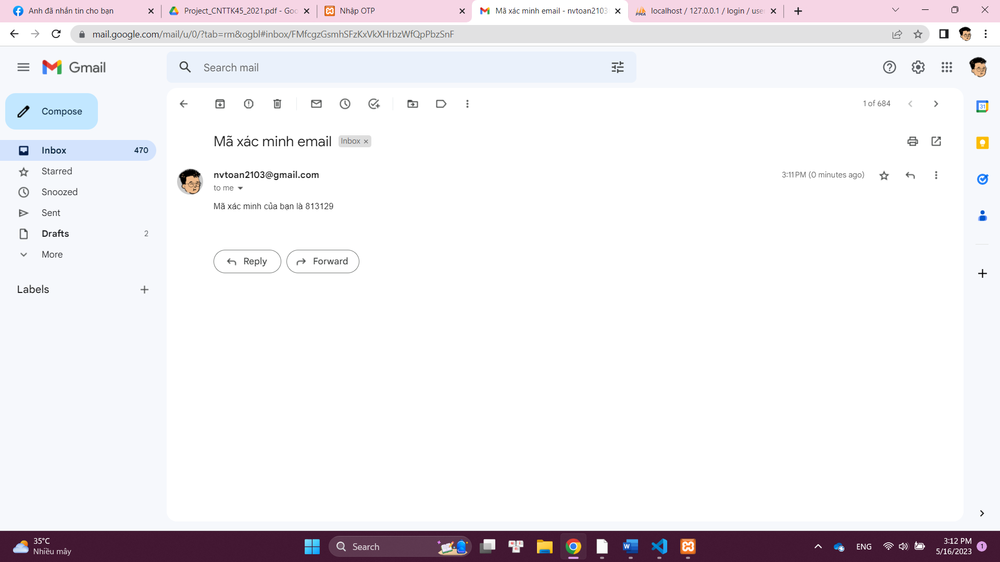 Anh đã nhắn tin cho bạn
Project_CNTTK45_2021.pdf - Goo
Nhập OTP
Mã xác minh email - nvtoan2103
PMA localhost / 127.0.0.1 / login / user
mail.google.com/mail/u/0/?tab=rm&ogbl#inbox/FMfcgzGsmhSFzKxVkXHrbzWfQpPbzSnF
Gmail
Search mail
Compose
1 of 684
31
Mã xác minh email
Inbox ×
Inbox 470
Starred
Snoozed
Sent
Drafts 2
More
Labels
nvtoan2103@gmail.com
3:11 PM (0 minutes ago)
to me
Mã xác minh của bạn là 813129
Reply
Forward
35°C
Nhiều mây
Search
ENG
3:12 PM
5/16/2023
1